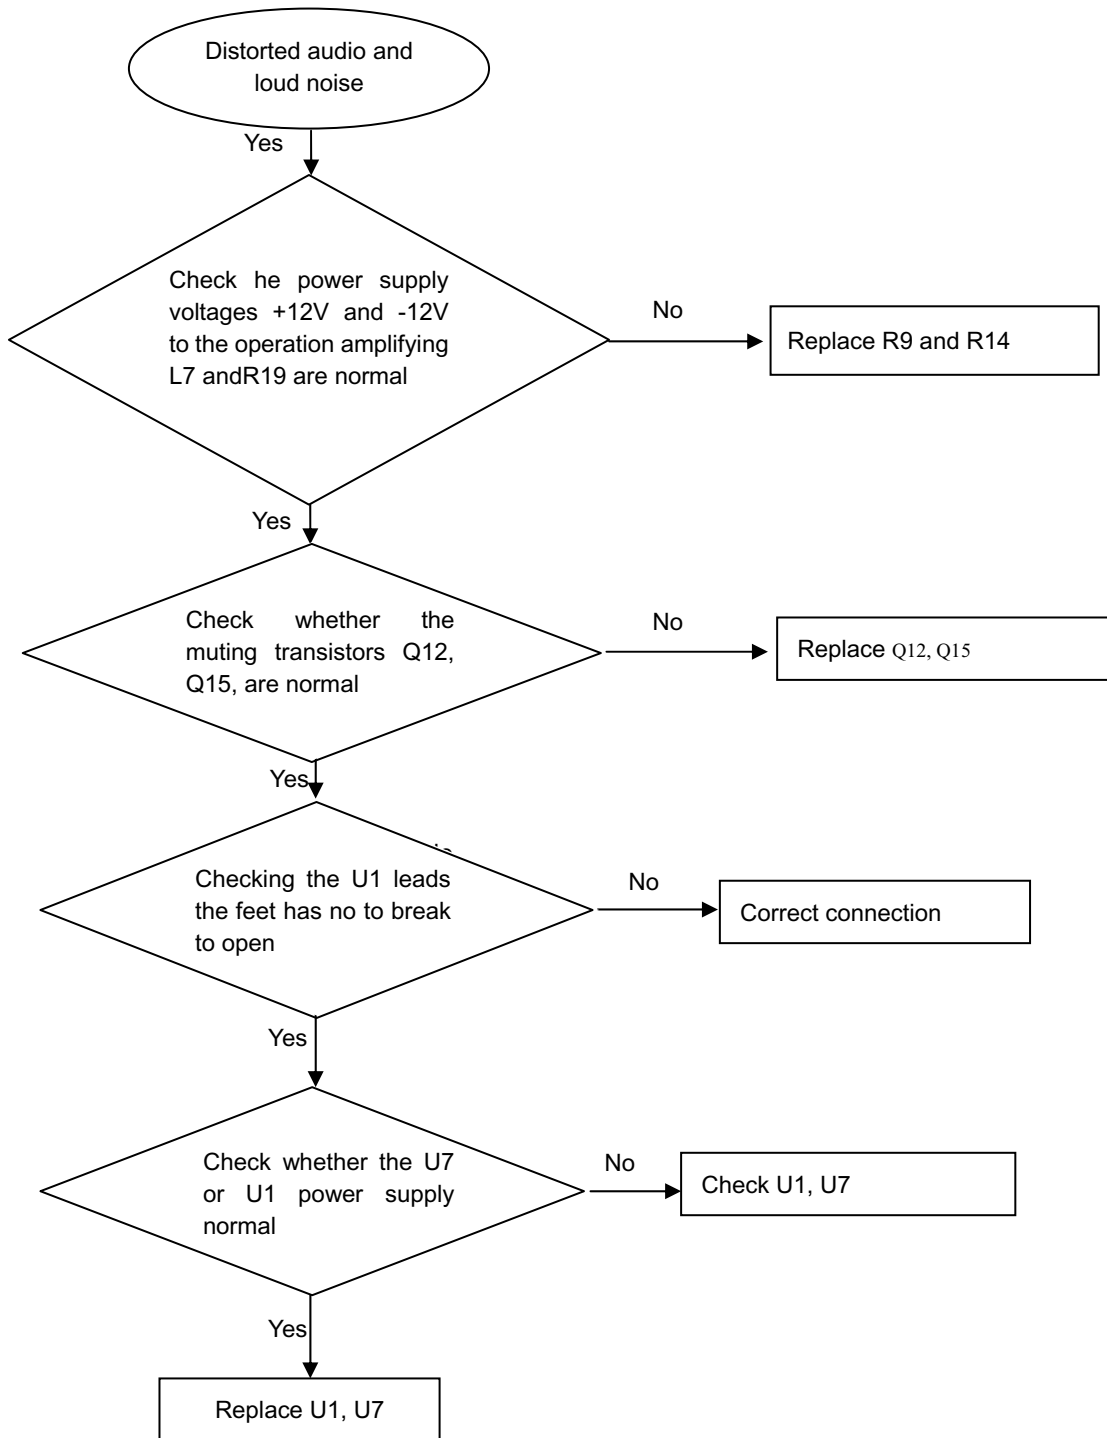 Distorted audio and
loud noise
Yes
Check he power supply
voltages +12V and -12V
to the operation amplifying
L7 andR19 are normal
No
Replace R9 and R14
Yes
Check whether the
muting transistors Q12,
Q15, are normal
No
Replace Q12, Q15
Yes
Checking the U1 leads
the feet has no to break
to open
No
Correct connection
Yes
Check whether the U7
or U1 power supply
normal
No
Check U1, U7
Yes
Replace U1, U7